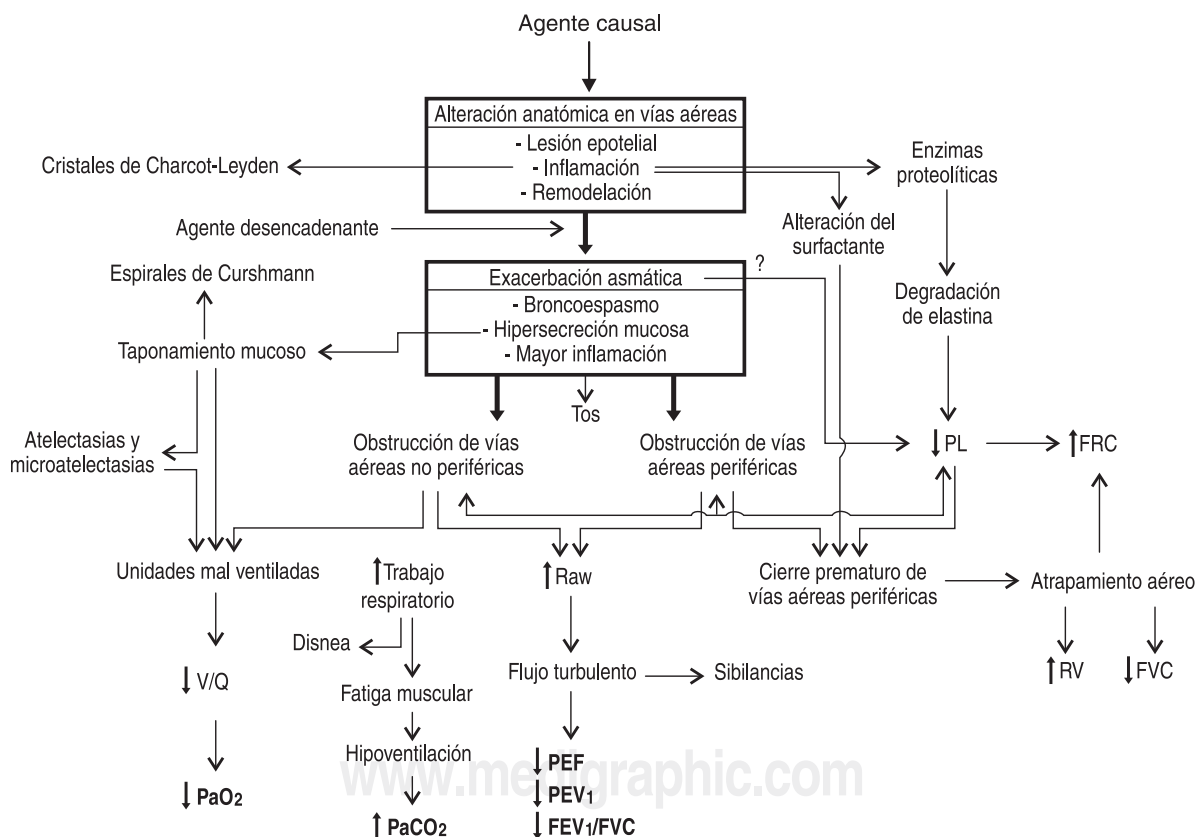 Agente causal
Alteración anatómica en vías aéreas
- Lesión epotelial
- Inflamación
- Remodelación
Cristales de Charcot-Leyden
Enzimas
proteolíticas
Alteración del
surfactante
Agente desencadenante
Espirales de Curshmann
?
Exacerbación asmática
- Broncoespasmo
- Hipersecreción mucosa
- Mayor inflamación
Degradación
de elastina
Taponamiento mucoso
Tos
Atelectasias y
microatelectasias
Obstrucción de vías
aéreas no periféricas
Obstrucción de vías
aéreas periféricas
↓ PL
↑ FRC
Unidades mal ventiladas
↑ Trabajo
respiratorio
↑ Raw
Cierre prematuro de
vías aéreas periféricas
Atrapamiento aéreo
Disnea
↓ V/Q
Fatiga muscular
Flujo turbulento
Sibilancias
↑ RV
↓ FVC
Hipoventilación
↓ PaO2
↑ PaCO2
↓ PEF
↓ PEV1
↓ FEV1/FVC
www.medigraphic.com